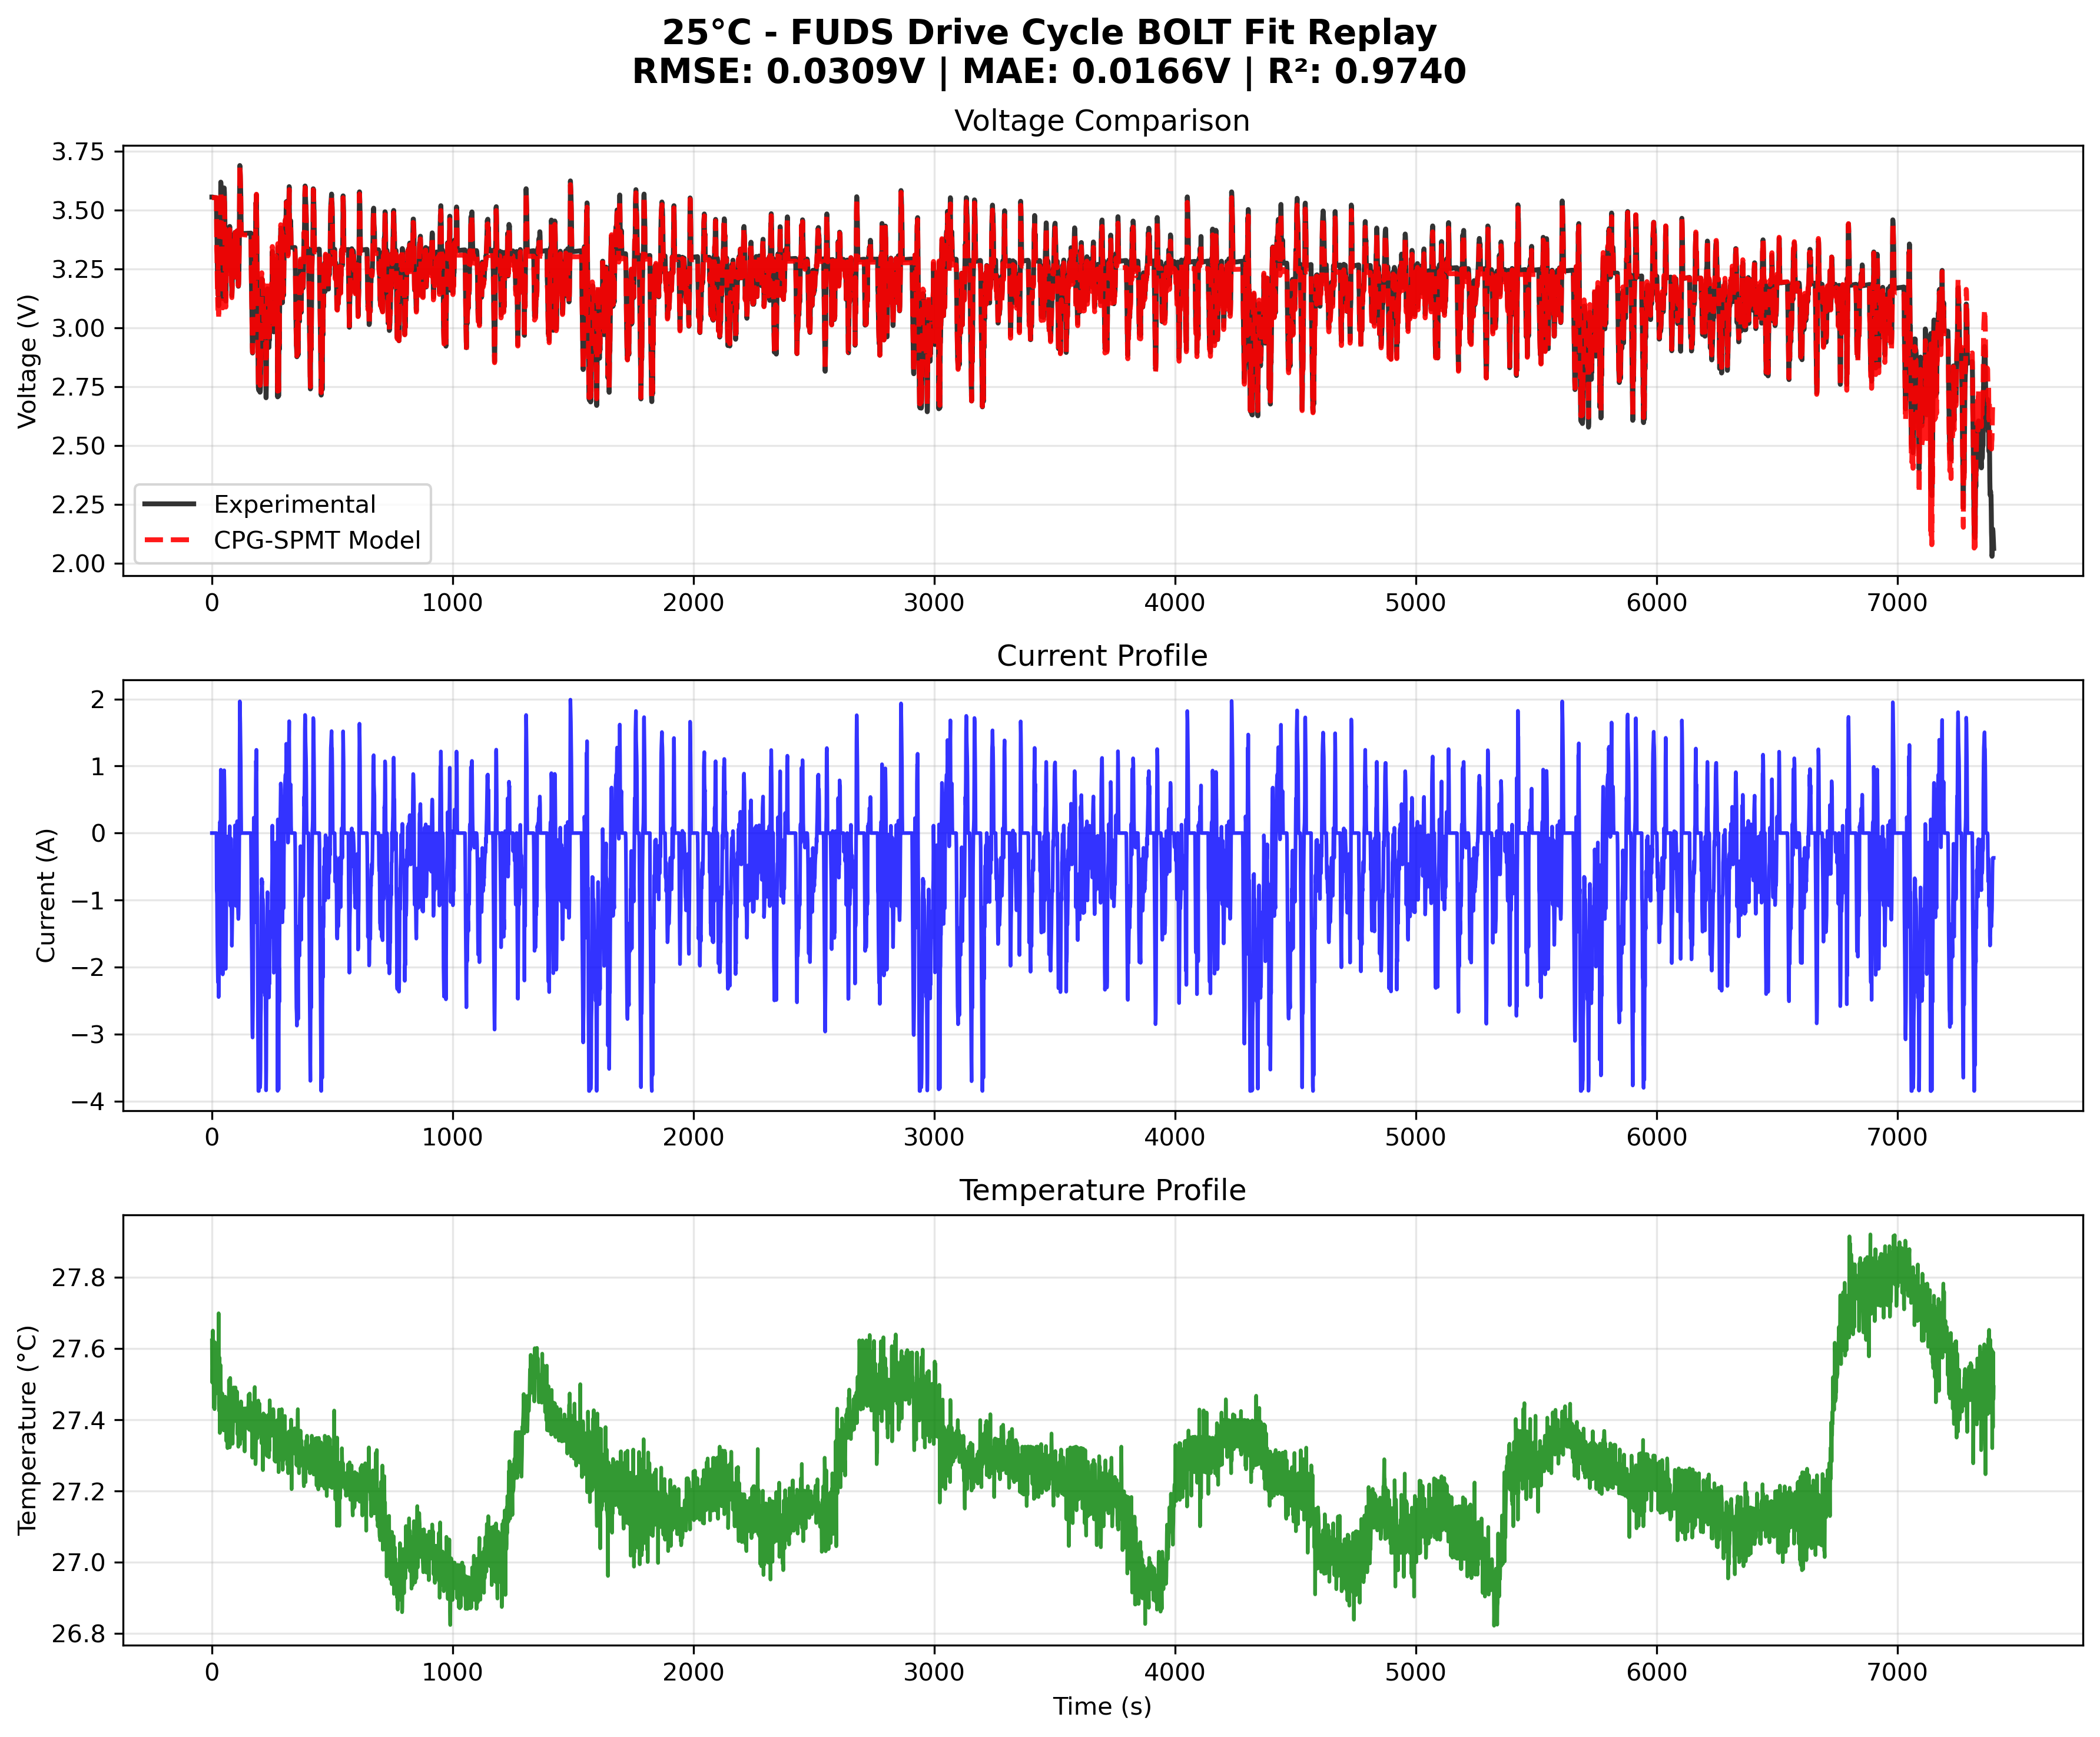 25°C - FUDS Drive Cycle BOLT Fit Replay
RMSE: 0.0309V | MAE: 0.0166V | R²: 0.9740
Voltage Comparison
Voltage (V)
3.75
3.50
3.25
3.00
2.75
2.50
2.25
2.00
Experimental
CPG-SPMT Model
0 1000 2000 3000 4000 5000 6000 7000
Current Profile
Current (A)
2
1
0
−1
−2
−3
−4
0 1000 2000 3000 4000 5000 6000 7000
Temperature Profile
Temperature (°C)
27.8
27.6
27.4
27.2
27.0
26.8
0 1000 2000 3000 4000 5000 6000 7000
Time (s)